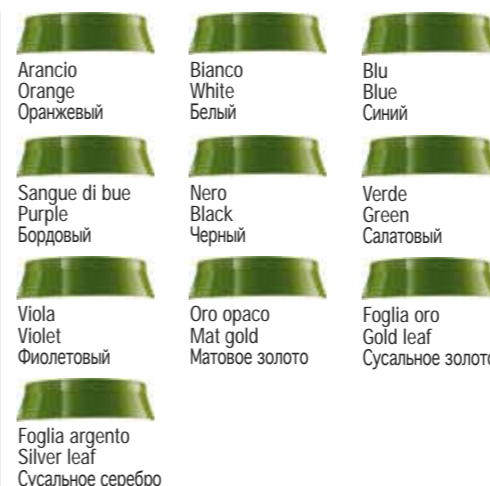 Arancio
Orange
Оранжевый
Bianco
White
Белый
Blu
Blue
Синий
Sangue di bue
Purple
Бордовый
Nero
Black
Черный
Verde
Green
Салатовый
Viola
Violet
Фиолетовый
Oro opaco
Mat gold
Матовое золото
Foglia oro
Gold leaf
Сусальное золото
Foglia argento
Silver leaf
Сусальное серебро